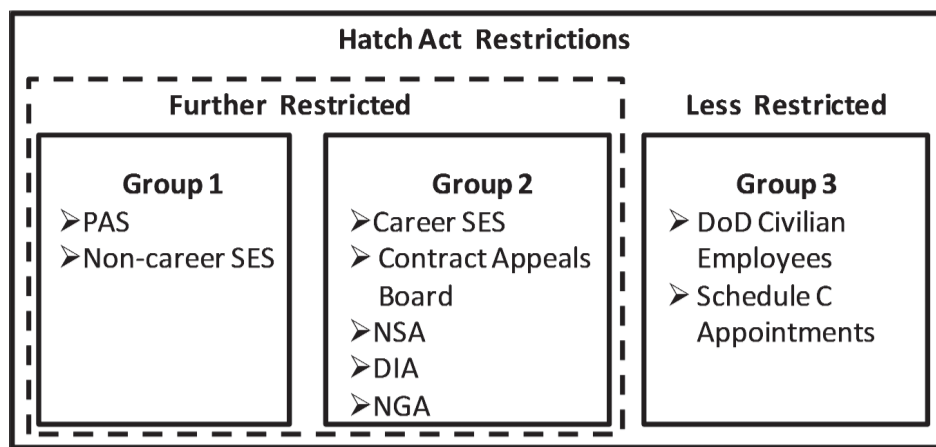 Hatch Act Restrictions
Further Restricted
Less Restricted
Group 1
➢PAS
➢Non-career SES
Group 2
➢Career SES
➢ Contract Appeals
Board
➢NSA
➢DIA
➢NGA
Group 3
➢ DoD Civilian
Employees
➢ Schedule C
Appointments